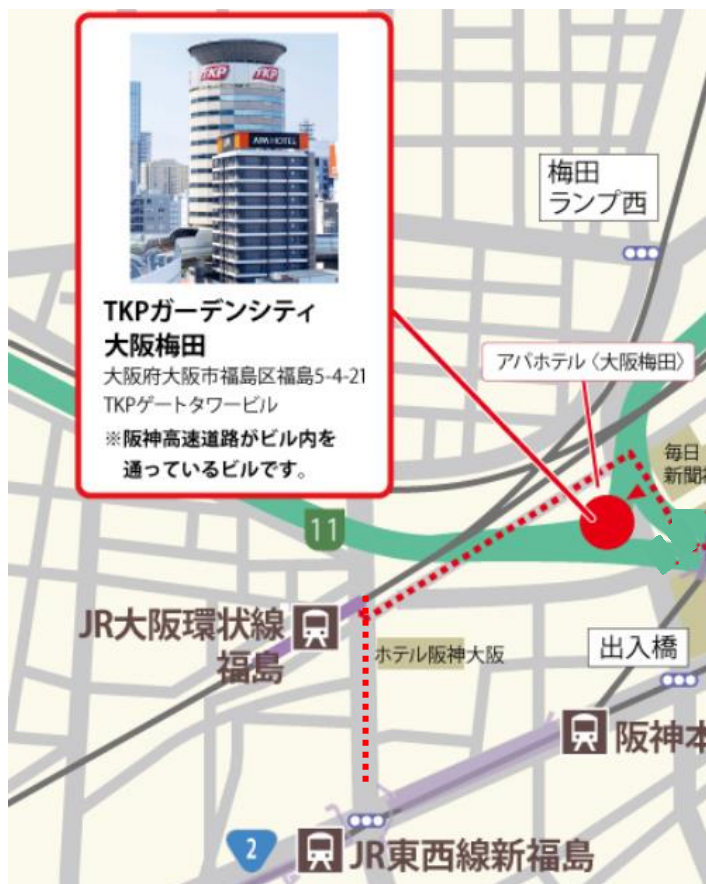 TKP
TKP
APA HOTEL
TKPガーデンシティ
大阪梅田
大阪府大阪市福島区福島5-4-21
TKPゲートタワービル
※阪神高速道路がビル内を
通っているビルです。
梅田
ランプ西
アパホテル〈大阪梅田〉
毎日
新聞社
11
JR大阪環状線
福島
ホテル阪神大阪
出入橋
阪神本
2
JR東西線新福島